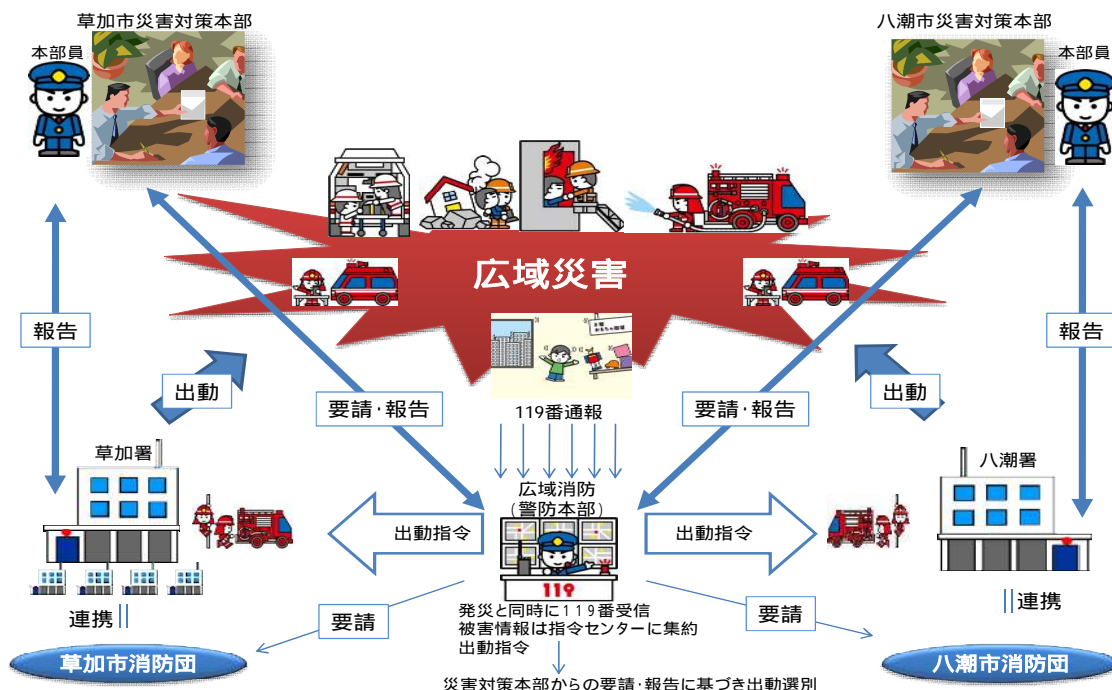 草加市災害対策本部
八潮市災害対策本部
本部員
本部員
広域災害
報告
報告
出動
出動
要請・報告
要請・報告
119番通報
草加署
八潮署
広域消防
(警防本部)
出動指令
出動指令
119
発災と同時に119番受信
被害情報は指令センターに集約
出動指令
連携
連携
要請
要請
草加市消防団
八潮市消防団
災害対策本部からの要請・報告に基づき出動選別